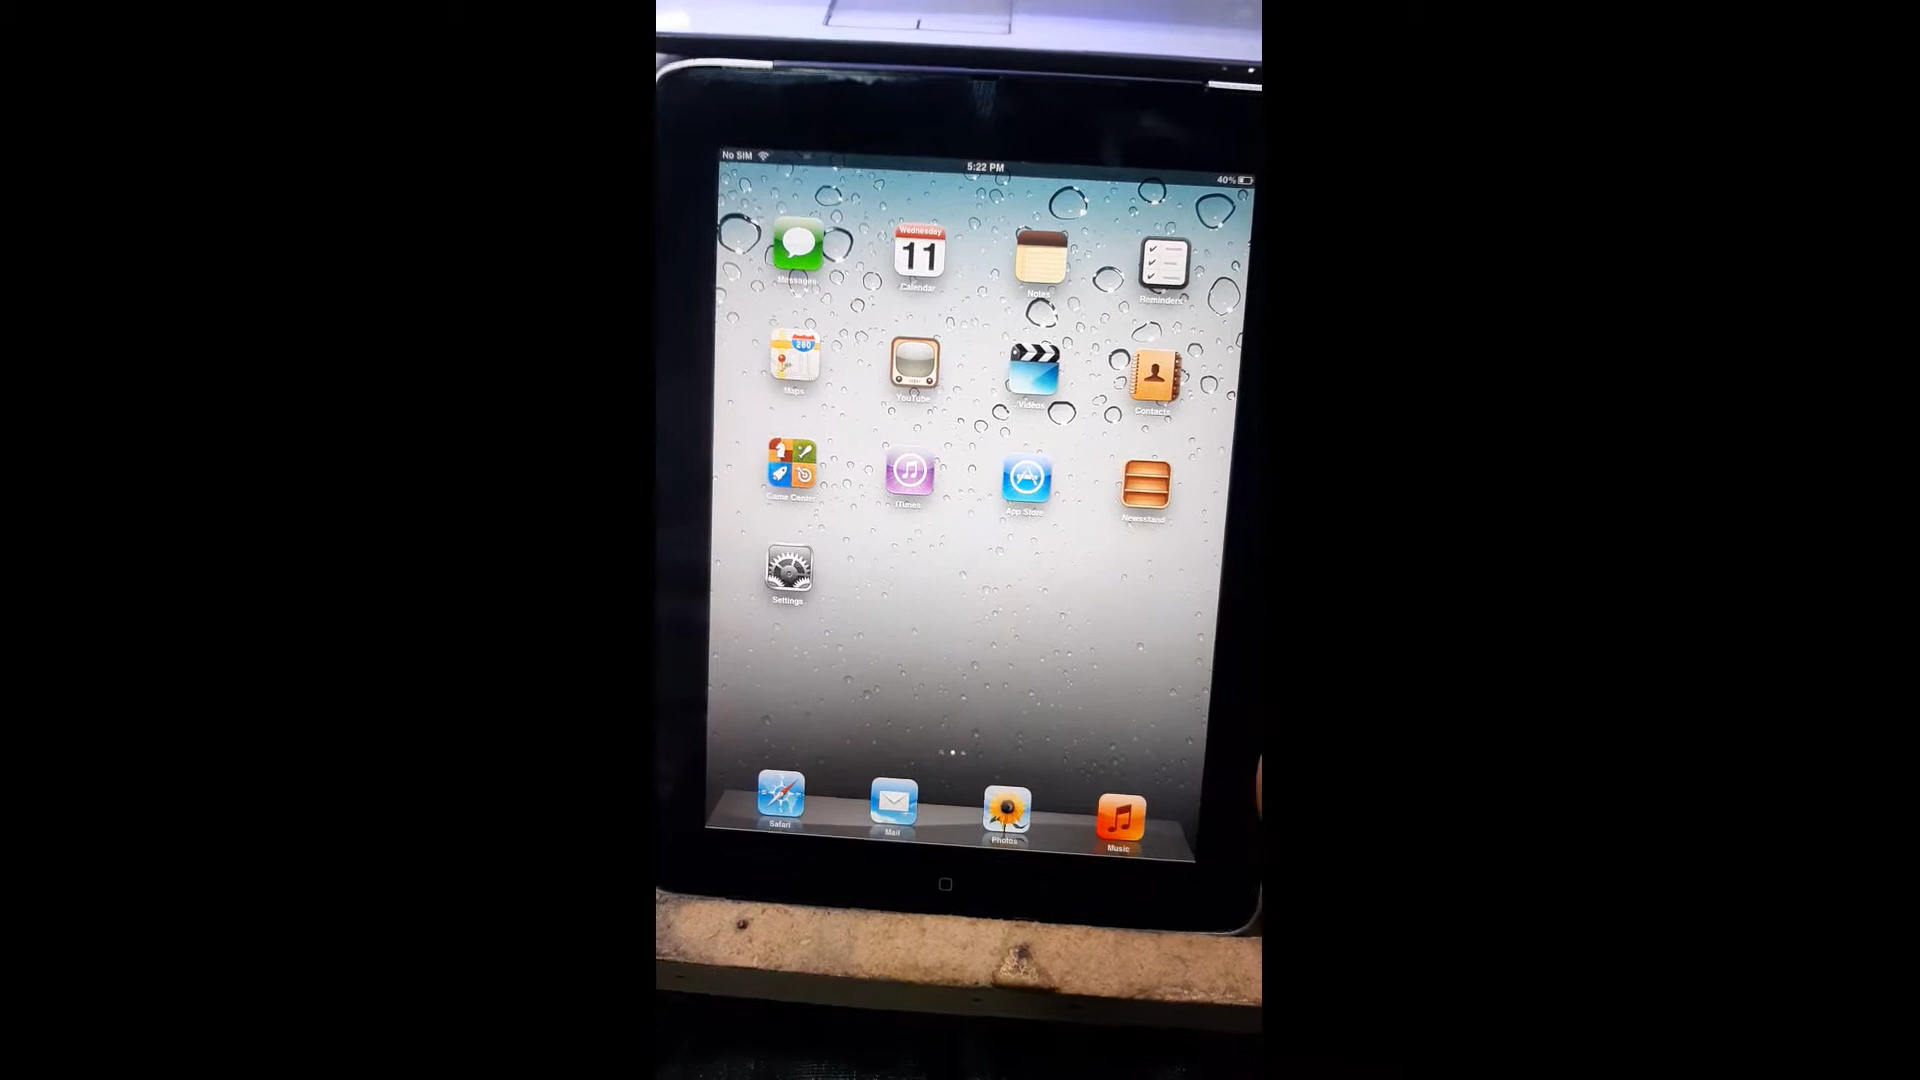 No SIM
5:22 PM
40%
Messages
Wednesday
11
Calendar
Notes
Reminders
280
Maps
YouTube
Videos
Contacts
Game Center
iTunes
App Store
Newsstand
Settings
Safari
Mail
Photos
Music